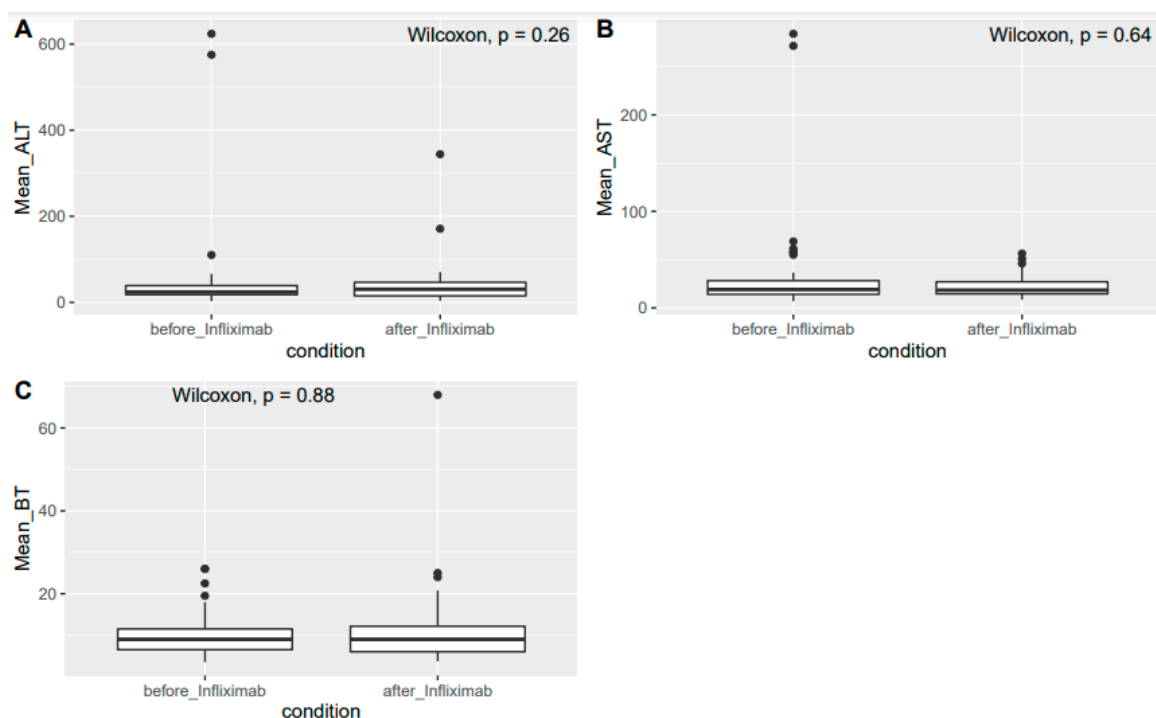 A
Wilcoxon, p = 0.26
600
400
200
0
Mean_ALT
before_Infliximab
after_Infliximab
condition
B
Wilcoxon, p = 0.64
200
100
0
Mean_AST
before_Infliximab
after_Infliximab
condition
C
Wilcoxon, p = 0.88
60
40
20
Mean_BT
before_Infliximab
after_Infliximab
condition